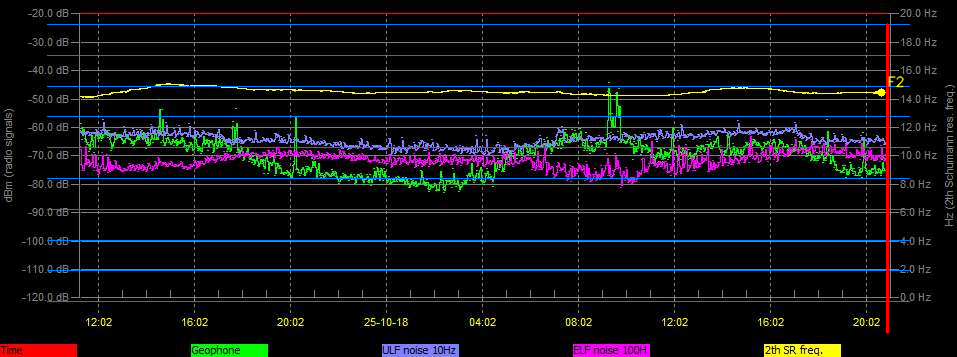 -20.0 dB 20.0 Hz
-30.0 dB 18.0 Hz
-40.0 dB 16.0 Hz
F2
-50.0 dB 14.0 Hz
-60.0 dB 12.0 Hz
-70.0 dB 10.0 Hz
-80.0 dB 8.0 Hz
-90.0 dB 6.0 Hz
-100.0 dB 4.0 Hz
-110.0 dB 2.0 Hz
-120.0 dB 0.0 Hz
dBm (radio signals)
Hz (2th Schumann res. freq.)
12:02 16:02 20:02 25-10-18 04:02 08:02 12:02 16:02 20:02
Time Geophone ULF noise 10Hz ELF noise 100H 2th SR freq.